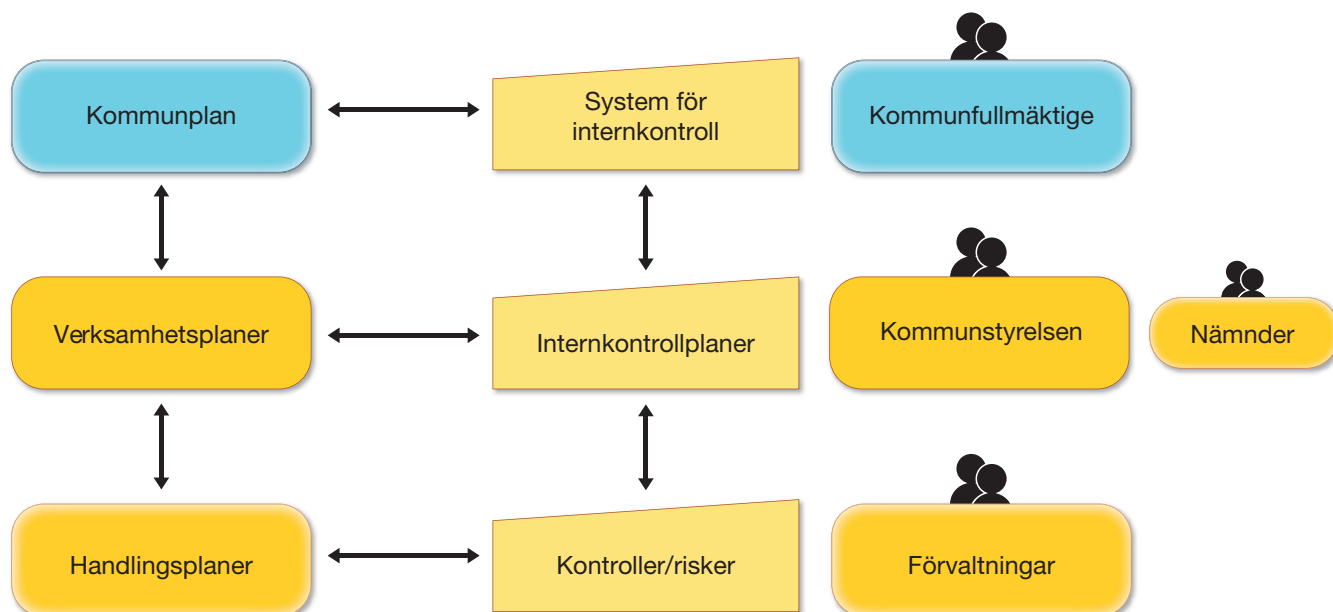 Kommunplan
System för
internkontroll
Kommunfullmäktige
Verksamhetsplaner
Internkontrollplaner
Kommunstyrelsen
Nämnder
Handlingsplaner
Kontroller/risker
Förvaltningar